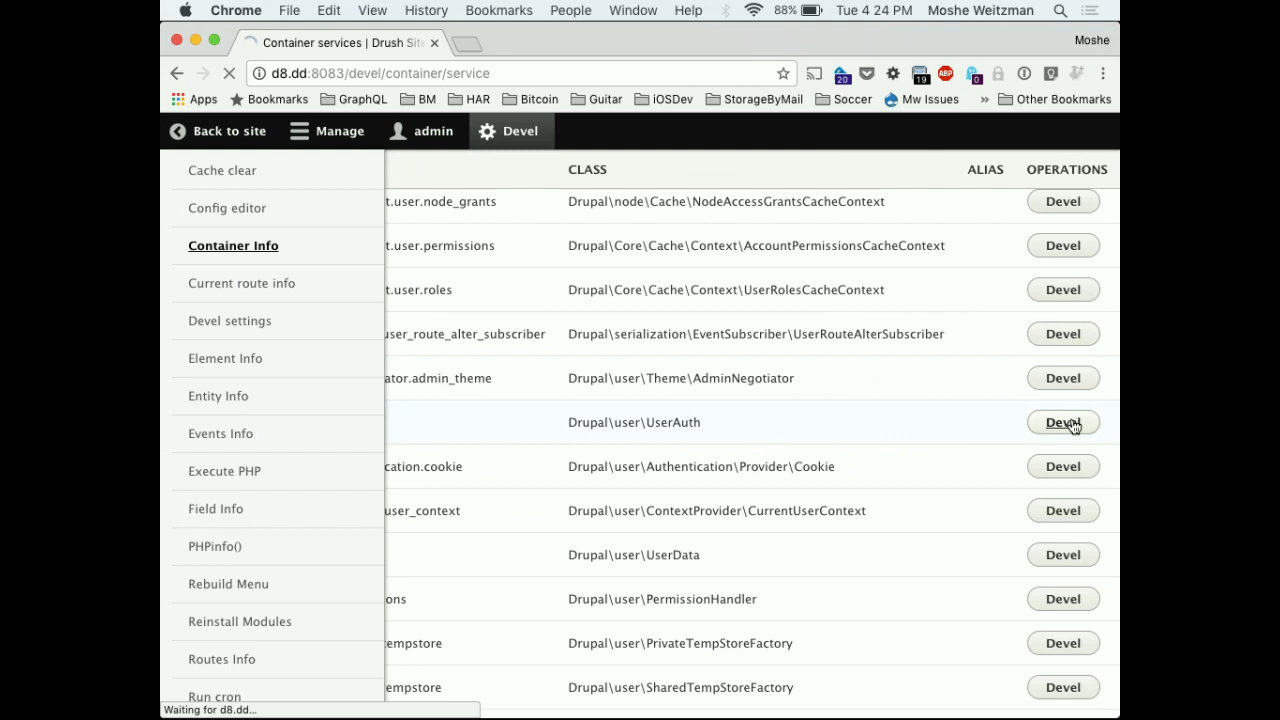 Chrome File Edit View History Bookmarks People Window Help 88% Tue 4 24 PM Moshe Weitzman
Container services | Drush Site Moshe
d8.dd:8083/devel/container/service 20 19 ABP 0
Apps Bookmarks GraphQL BM HAR Bitcoin Guitar iOSDev StorageByMail Soccer Mw Issues » Other Bookmarks
Back to site Manage admin Devel
Cache clear
Config editor
Container Info
Current route info
Devel settings
Element Info
Entity Info
Events Info
Execute PHP
Field Info
PHPinfo()
Rebuild Menu
Reinstall Modules
Routes Info
Run cron
CLASS ALIAS OPERATIONS
t.user.node_grants Drupal\node\Cache\NodeAccessGrantsCacheContext Devel
t.user.permissions Drupal\Core\Cache\Context\AccountPermissionsCacheContext Devel
t.user.roles Drupal\Core\Cache\Context\UserRolesCacheContext Devel
user_route_alter_subscriber Drupal\serialization\EventSubscriber\UserRouteAlterSubscriber Devel
ator.admin_theme Drupal\user\Theme\AdminNegotiator Devel
Drupal\user\UserAuth Devel
cation.cookie Drupal\user\Authentication\Provider\Cookie Devel
user_context Drupal\user\ContextProvider\CurrentUserContext Devel
Drupal\user\UserData Devel
ons Drupal\user\PermissionHandler Devel
tempstore Drupal\user\PrivateTempStoreFactory Devel
empstore Drupal\user\SharedTempStoreFactory Devel
Waiting for d8.dd...